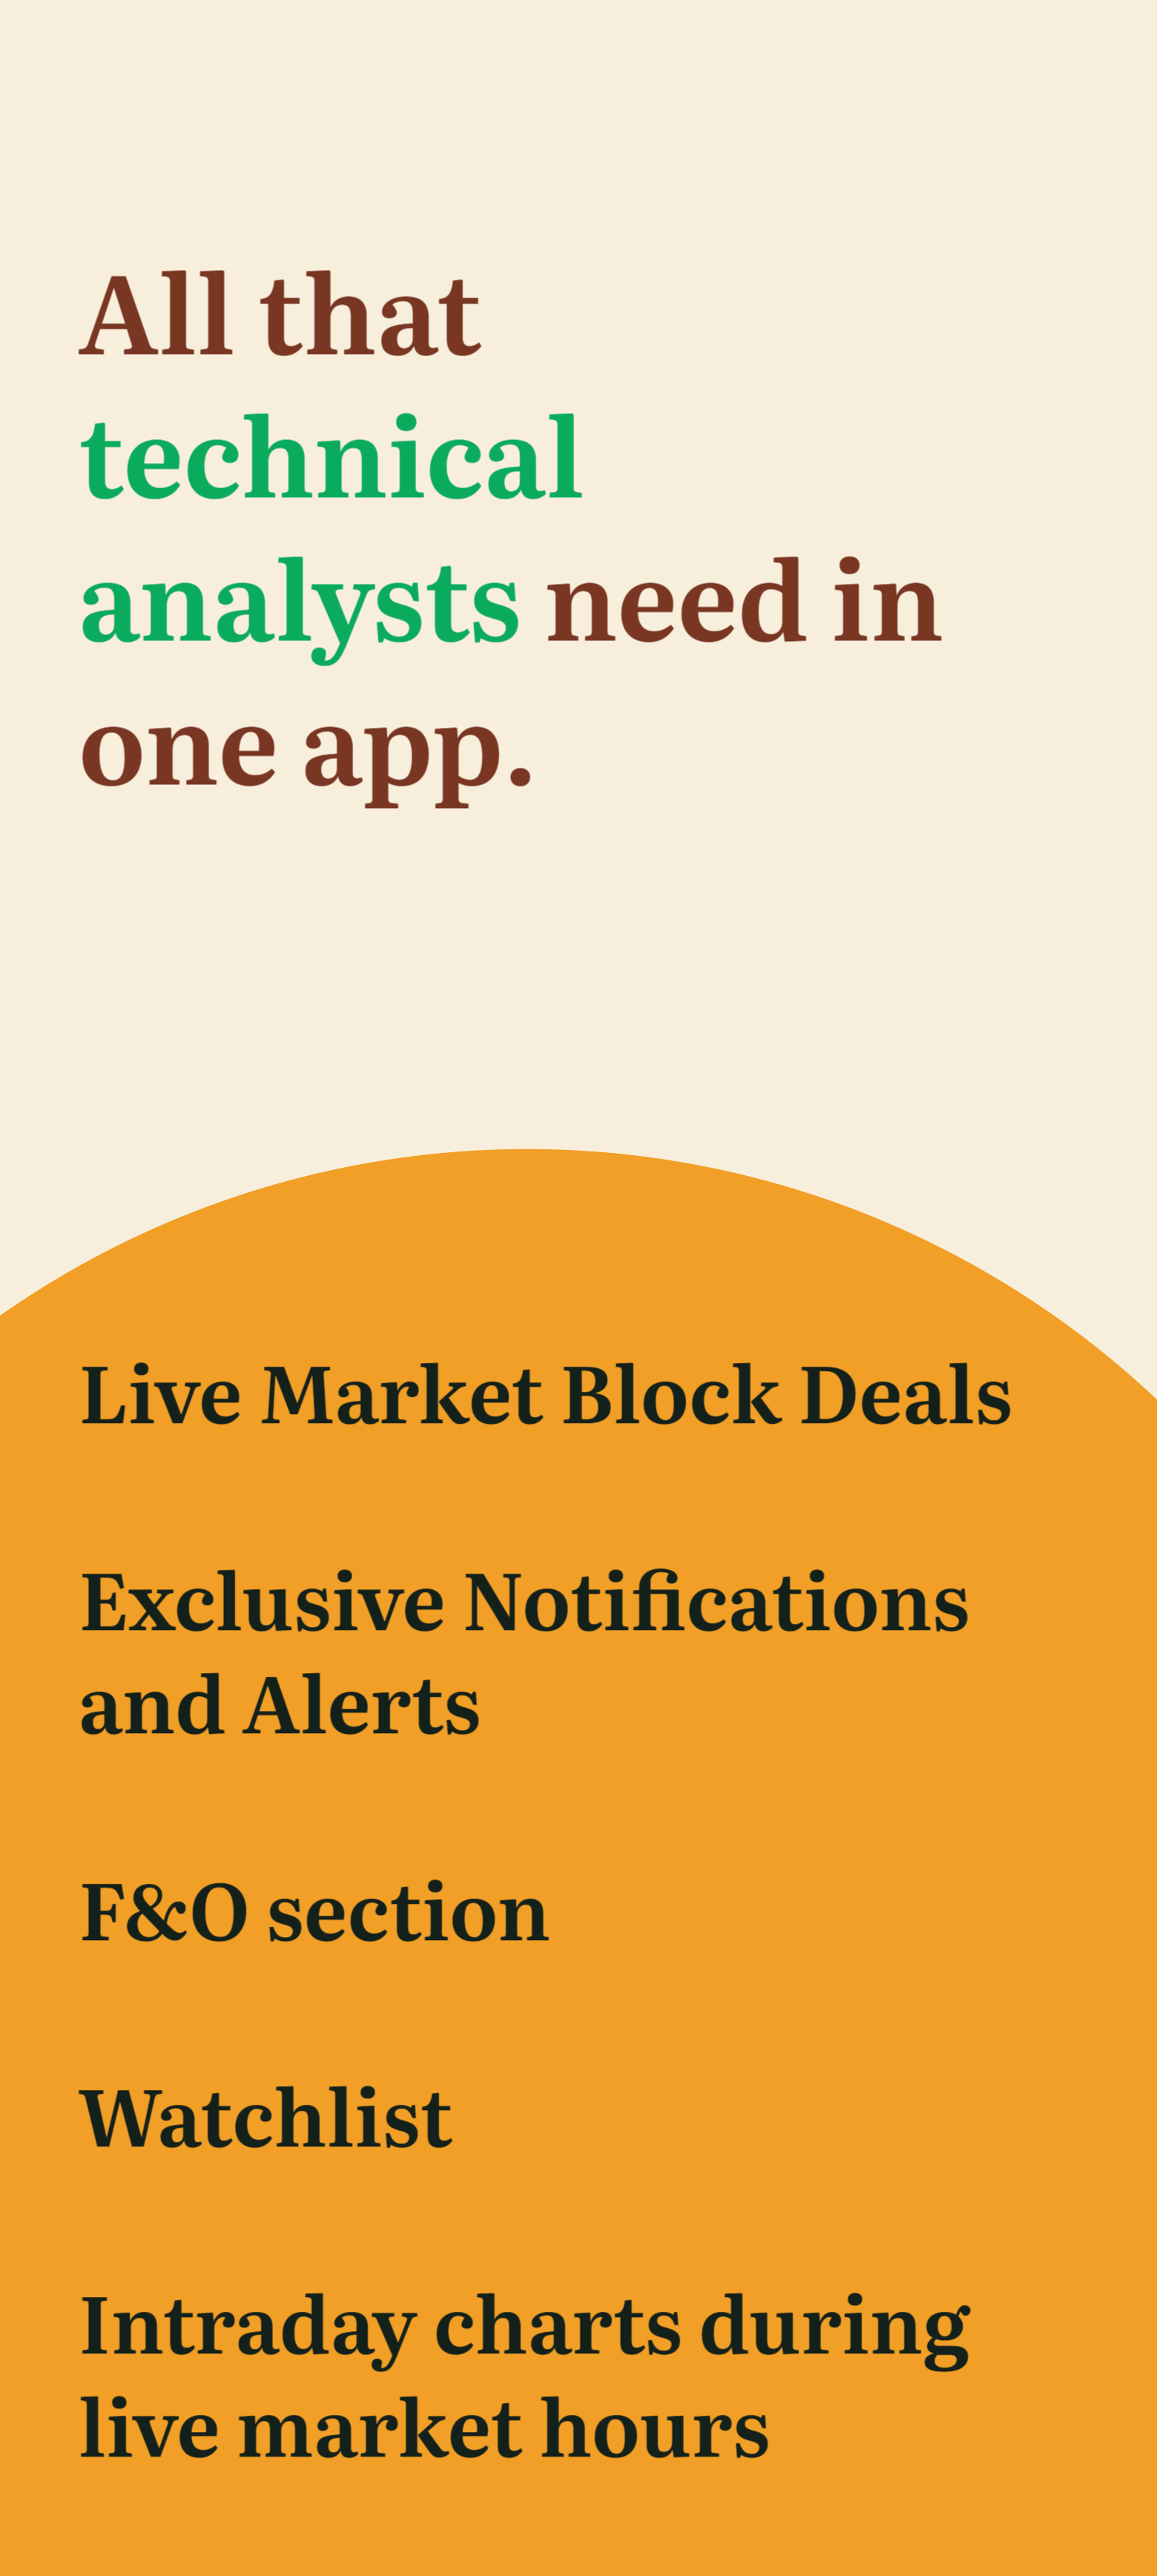 All that
technical
analysts need in
one app.
Live Market Block Deals
Exclusive Notifications
and Alerts
F&O section
Watchlist
Intraday charts during
live market hours